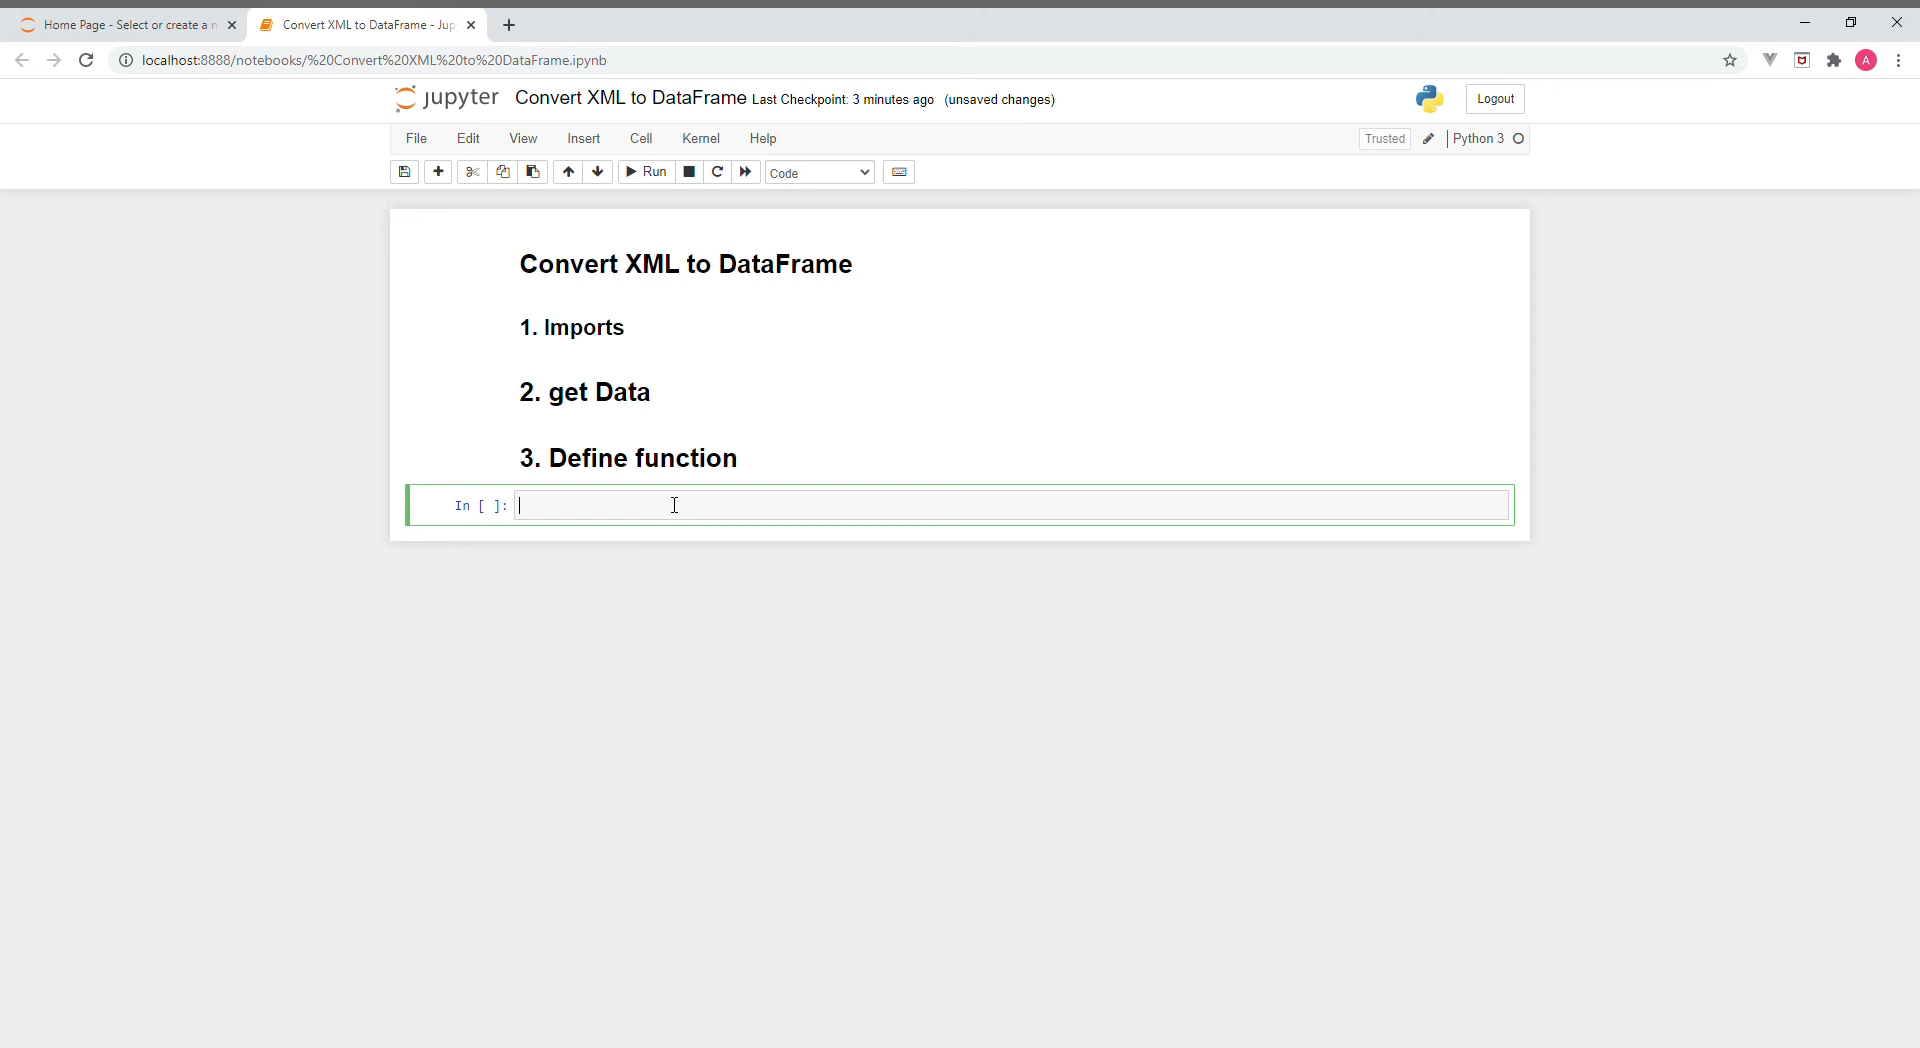 Home Page - Select or create a n
Convert XML to DataFrame - Jup
localhost:8888/notebooks/%20Convert%20XML%20to%20DataFrame.ipynb
A
jupyter Convert XML to DataFrame Last Checkpoint: 3 minutes ago (unsaved changes)
Logout
File Edit View Insert Cell Kernel Help
Trusted Python 3
Run Code
Convert XML to DataFrame
1. Imports
2. get Data
3. Define function
In [ ]: